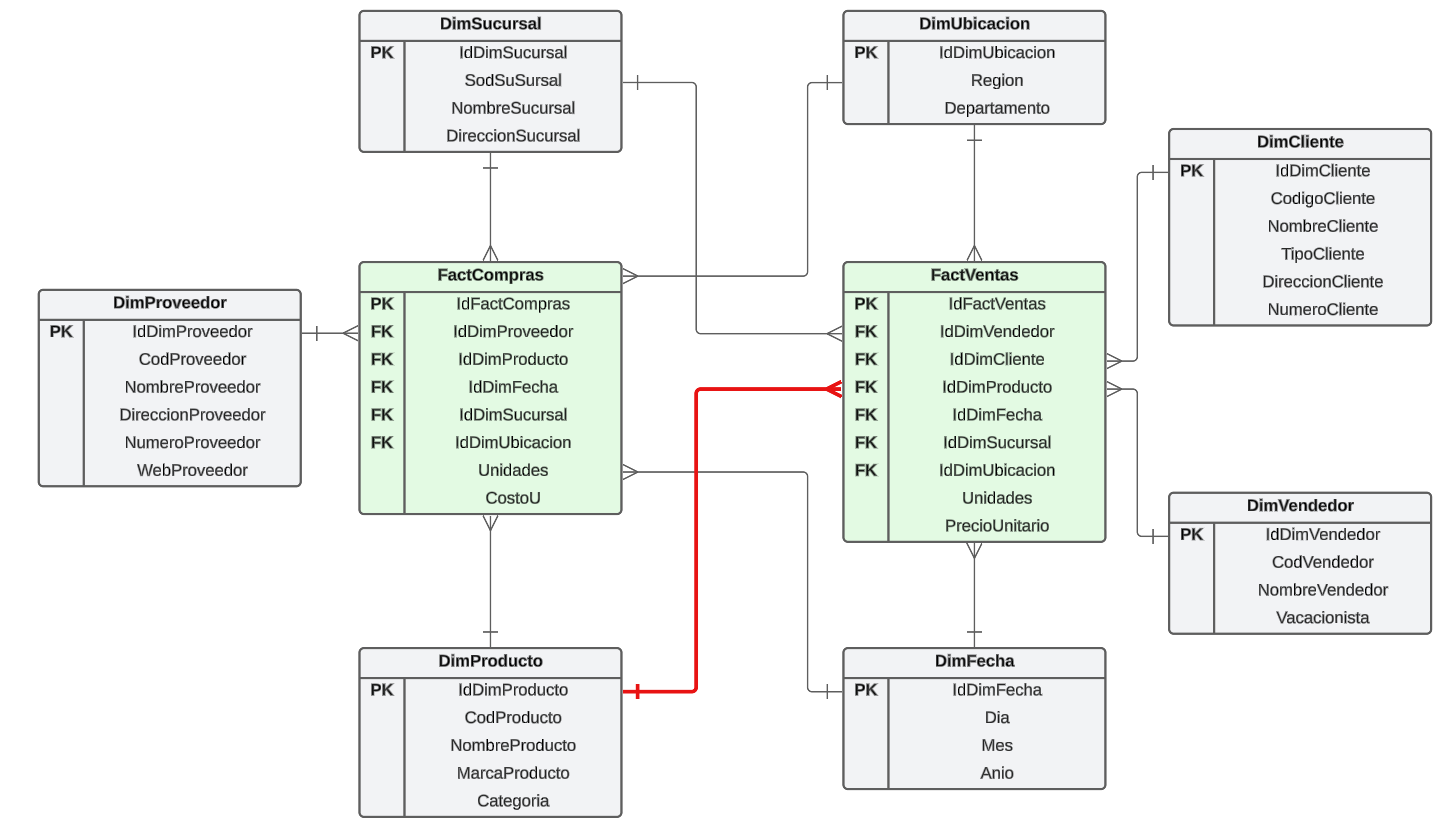 DimSucursal
PK IdDimSucursal
SodSuSursal
NombreSucursal
DireccionSucursal
DimUbicacion
PK IdDimUbicacion
Region
Departamento
DimCliente
PK IdDimCliente
CodigoCliente
NombreCliente
TipoCliente
DireccionCliente
NumeroCliente
DimProveedor
PK IdDimProveedor
CodProveedor
NombreProveedor
DireccionProveedor
NumeroProveedor
WebProveedor
FactCompras
PK IdFactCompras
FK IdDimProveedor
FK IdDimProducto
FK IdDimFecha
FK IdDimSucursal
FK IdDimUbicacion
Unidades
CostoU
FactVentas
PK IdFactVentas
FK IdDimVendedor
FK IdDimCliente
FK IdDimProducto
FK IdDimFecha
FK IdDimSucursal
FK IdDimUbicacion
Unidades
PrecioUnitario
DimVendedor
PK IdDimVendedor
CodVendedor
NombreVendedor
Vacacionista
DimProducto
PK IdDimProducto
CodProducto
NombreProducto
MarcaProducto
Categoria
DimFecha
PK IdDimFecha
Dia
Mes
Anio